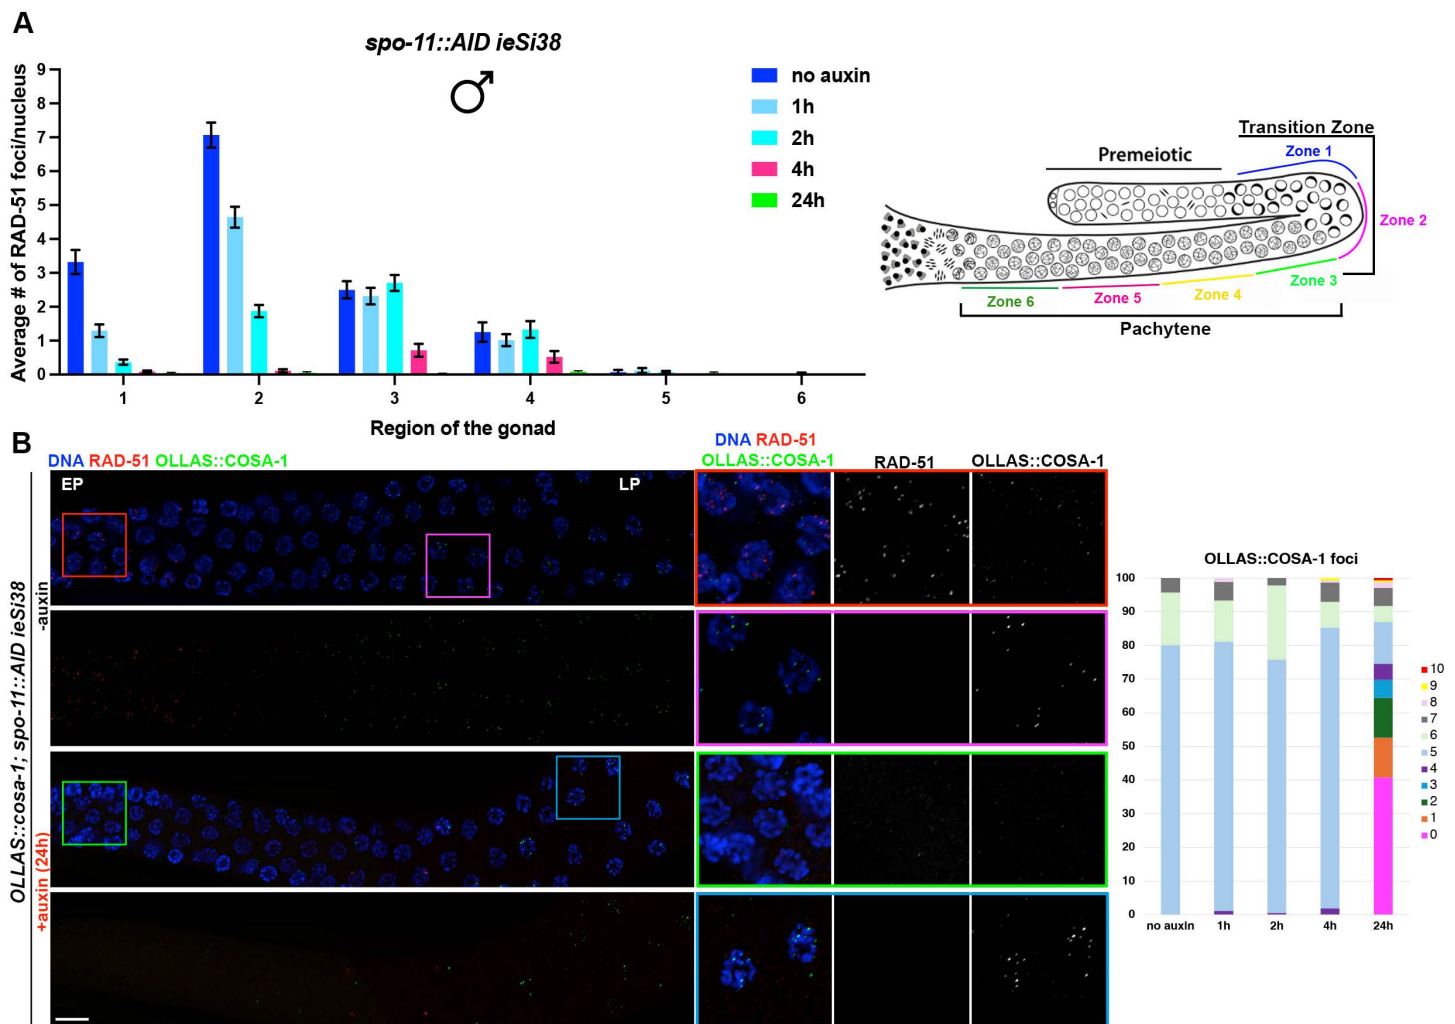 A
spo-11::AID ieSi38
♂
Average # of RAD-51 foci/nucleus
9
8
7
6
5
4
3
2
1
0
1 2 3 4 5 6
Region of the gonad
no auxin
1h
2h
4h
24h
Transition Zone
Premeiotic
Zone 1
Zone 2
Zone 3
Zone 4
Zone 5
Zone 6
Pachytene
B
DNA RAD-51 OLLAS::COSA-1
EP LP
DNA RAD-51
OLLAS::COSA-1
RAD-51
OLLAS::COSA-1
OLLAS::cosa-1; spo-11::AID ieSi38
-auxin
+auxin (24h)
OLLAS::COSA-1 foci
100
90
80
70
60
50
40
30
20
10
0
no auxin 1h 2h 4h 24h
10
9
8
7
6
5
4
3
2
1
0